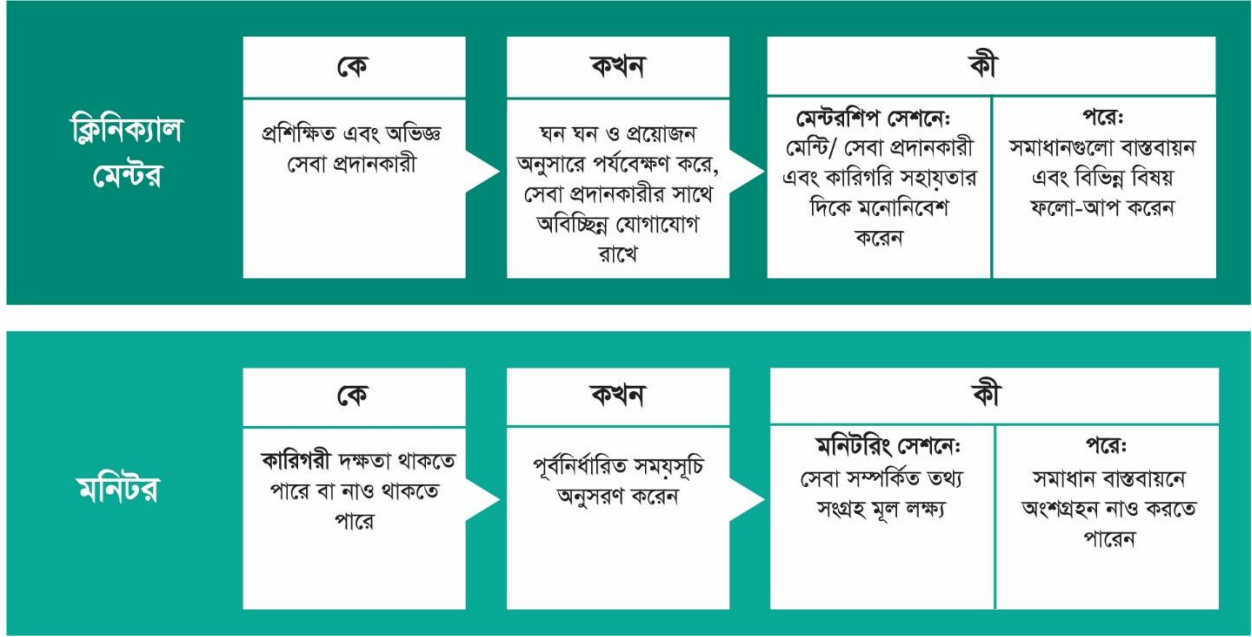 ক্লিনিক্যাল
মেন্টর
কে
প্রশিক্ষিত এবং অভিজ্ঞ
সেবা প্রদানকারী
কখন
ঘন ঘন ও প্রয়োজন
অনুসারে পর্যবেক্ষণ করে,
সেবা প্রদানকারীর সাথে
অবিচ্ছিন্ন যোগাযোগ
রাখে
কী
মেন্টরশিপ সেশনে:
মেন্টি/ সেবা প্রদানকারী
এবং কারিগরি সহায়তার
দিকে মনোনিবেশ
করেন
পরে:
সমাধানগুলো বাস্তবায়ন
এবং বিভিন্ন বিষয়
ফলো-আপ করেন
মনিটর
কে
কারিগরী দক্ষতা থাকতে
পারে বা নাও থাকতে
পারে
কখন
পূর্বনির্ধারিত সময়সূচি
অনুসরণ করেন
কী
মনিটরিং সেশনে:
সেবা সম্পর্কিত তথ্য
সংগ্রহ মূল লক্ষ্য
পরে:
সমাধান বাস্তবায়নে
অংশগ্রহন নাও করতে
পারেন